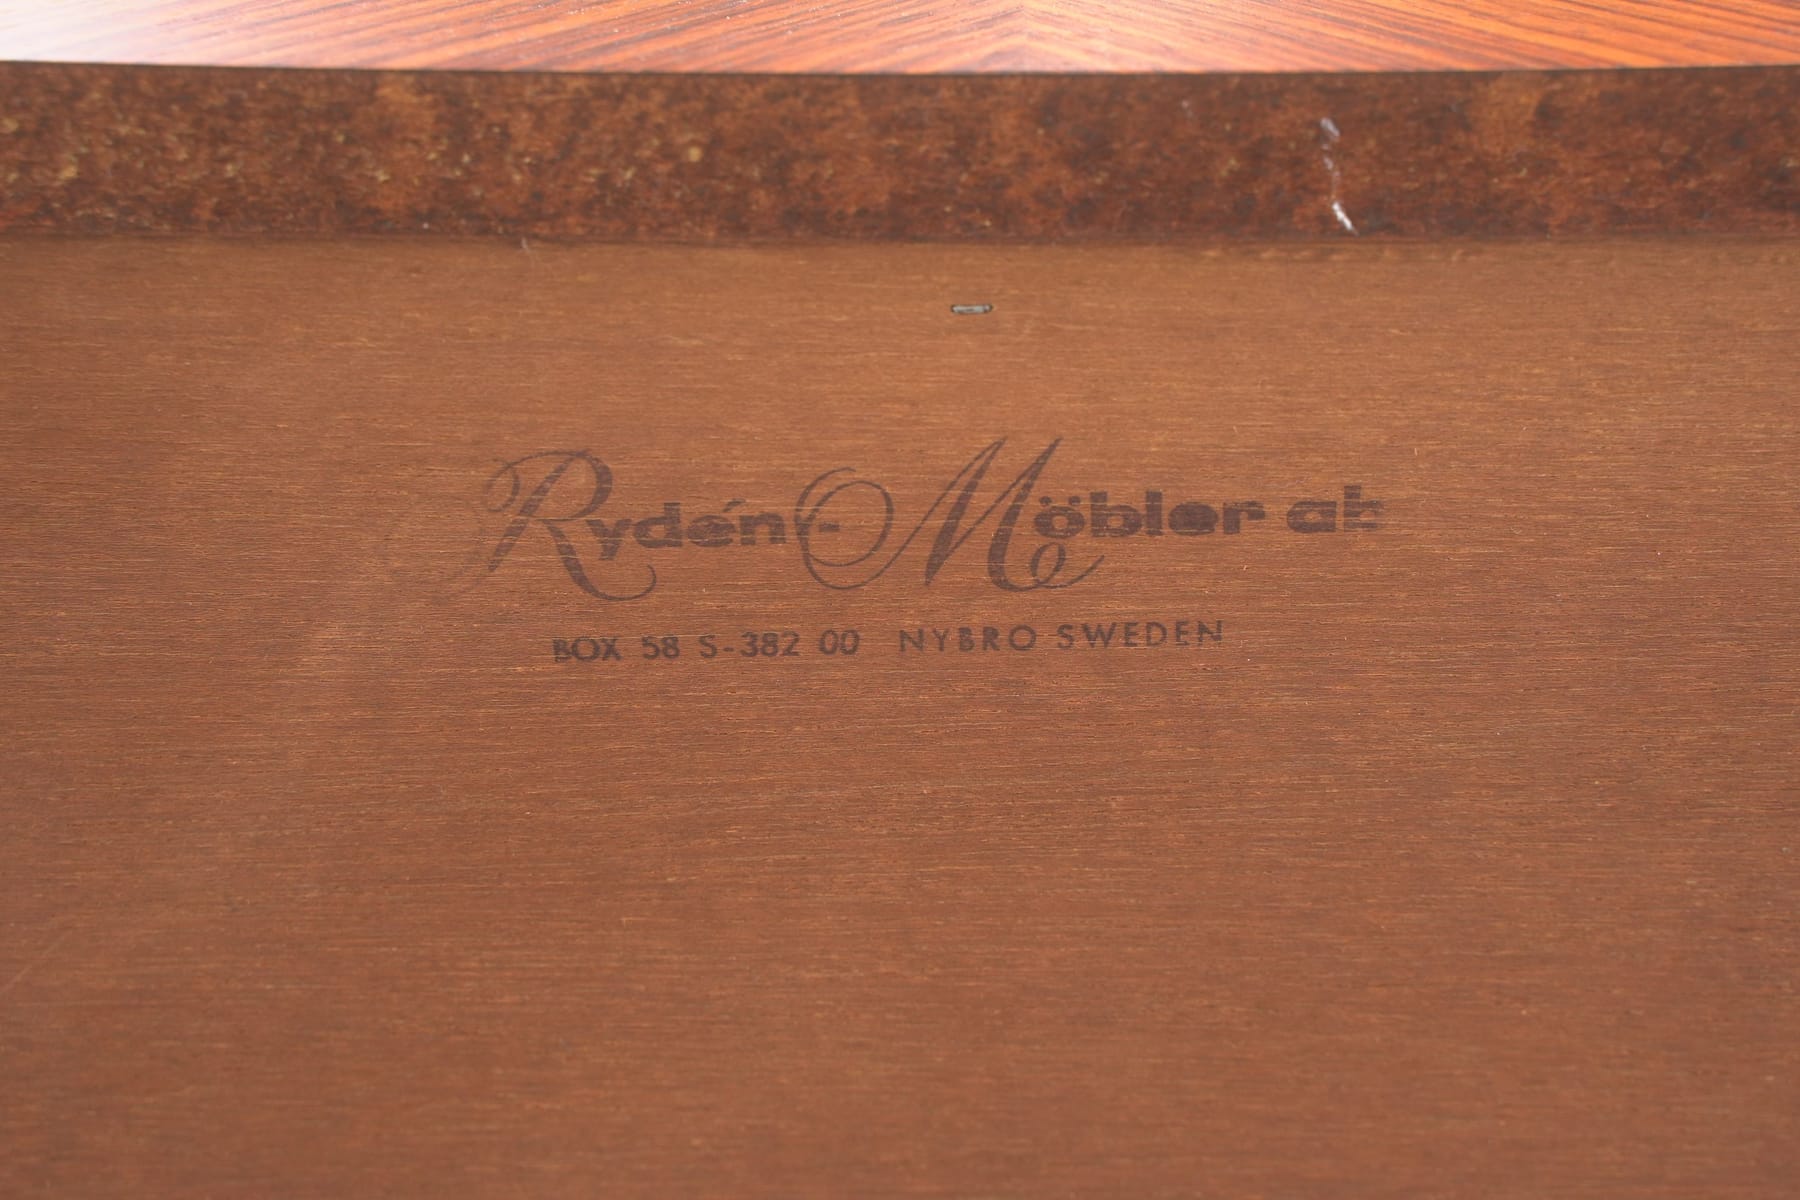 Rydén-Möbler ab
BOX 58 S-382 00 NYBRO SWEDEN